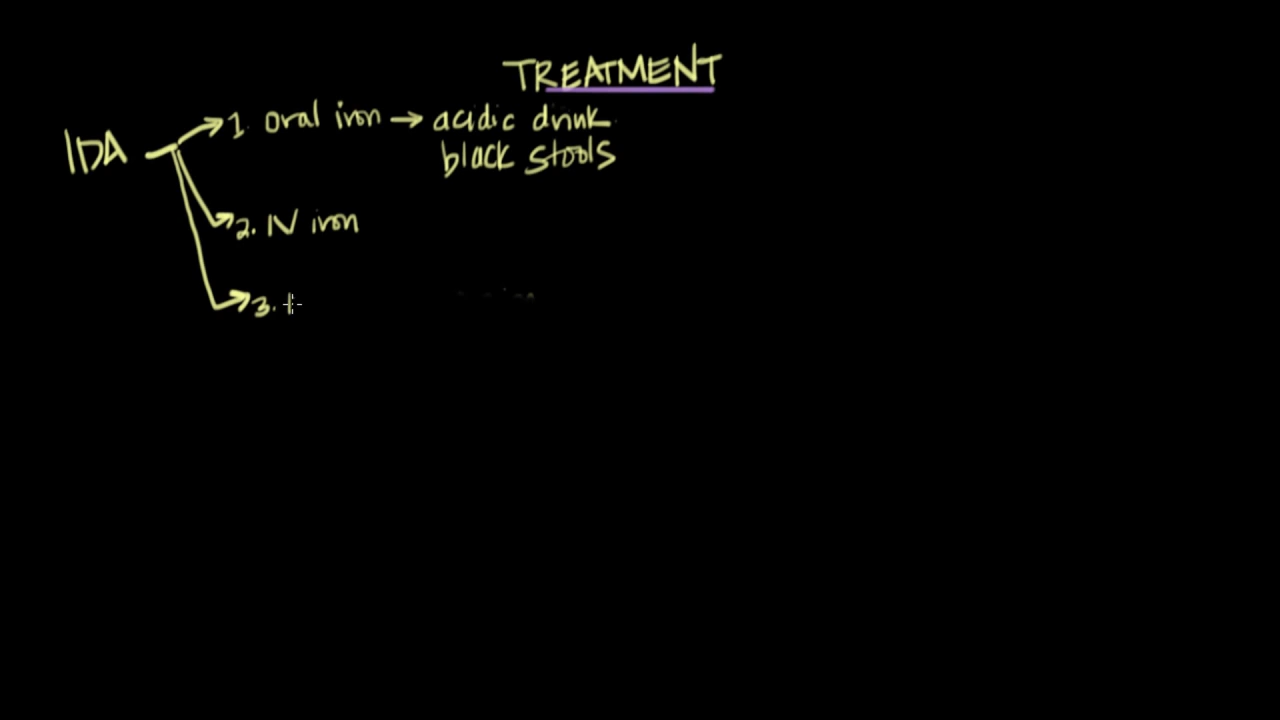 TREATMENT
IDA
1. oral iron → acidic drink
black stools
2. IV iron
3.